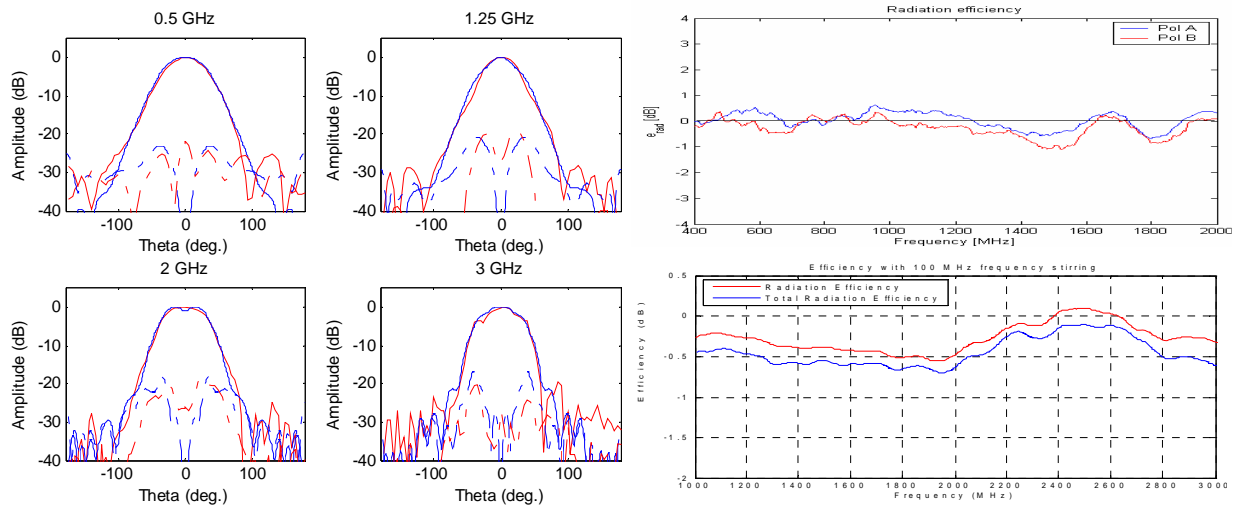 0.5 GHz
Amplitude (dB)
0
-10
-20
-30
-40
-100 0 100
Theta (deg.)
1.25 GHz
Amplitude (dB)
0
-10
-20
-30
-40
-100 0 100
Theta (deg.)
2 GHz
Amplitude (dB)
0
-10
-20
-30
-40
-100 0 100
Theta (deg.)
3 GHz
Amplitude (dB)
0
-10
-20
-30
-40
-100 0 100
Theta (deg.)
Radiation efficiency
Pol A
Pol B
e_rad [dB]
4
3
2
1
0
-1
-2
-3
-4
400 600 800 1000 1200 1400 1600 1800 2000
Frequency [MHz]
Efficiency with 100 MHz frequency stirring
Radiation Efficiency
Total Radiation Efficiency
Efficiency (dB)
0.5
0
-0.5
-1
-1.5
-2
1000 1200 1400 1600 1800 2000 2200 2400 2600 2800 3000
Frequency (MHz)